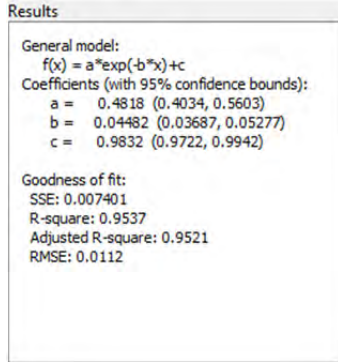 Results
General model:
f(x) = a*exp(-b*x)+c
Coefficients (with 95% confidence bounds):
a = 0.4818 (0.4034, 0.5603)
b = 0.04482 (0.03687, 0.05277)
c = 0.9832 (0.9722, 0.9942)
Goodness of fit:
SSE: 0.007401
R-square: 0.9537
Adjusted R-square: 0.9521
RMSE: 0.0112